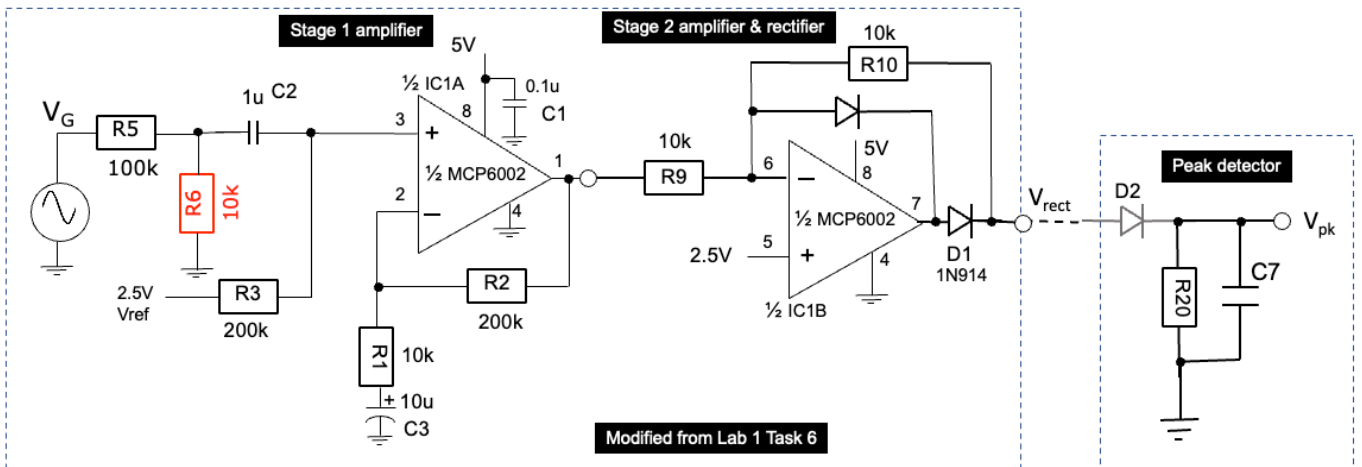 Stage 1 amplifier
Stage 2 amplifier & rectifier
Peak detector
V_G
R5
100k
R6
10k
1u C2
2.5V
Vref
R3
200k
5V
½ IC1A
0.1u
C1
3
8
+
½ MCP6002
1
2
−
4
R2
200k
R1
10k
+ 10u
C3
10k
R9
10k
R10
5V
6
−
8
½ MCP6002
7
2.5V
5
+
4
½ IC1B
D1
1N914
V_rect
D2
R20
C7
V_pk
Modified from Lab 1 Task 6